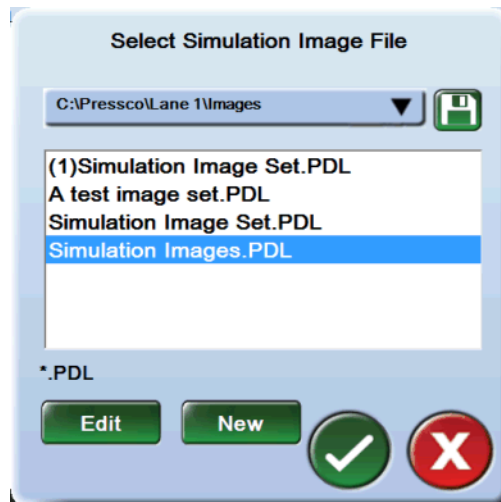 Select Simulation Image File
C:\Pressco\Lane 1\Images
(1)Simulation Image Set.PDL
A test image set.PDL
Simulation Image Set.PDL
Simulation Images.PDL
*.PDL
Edit New